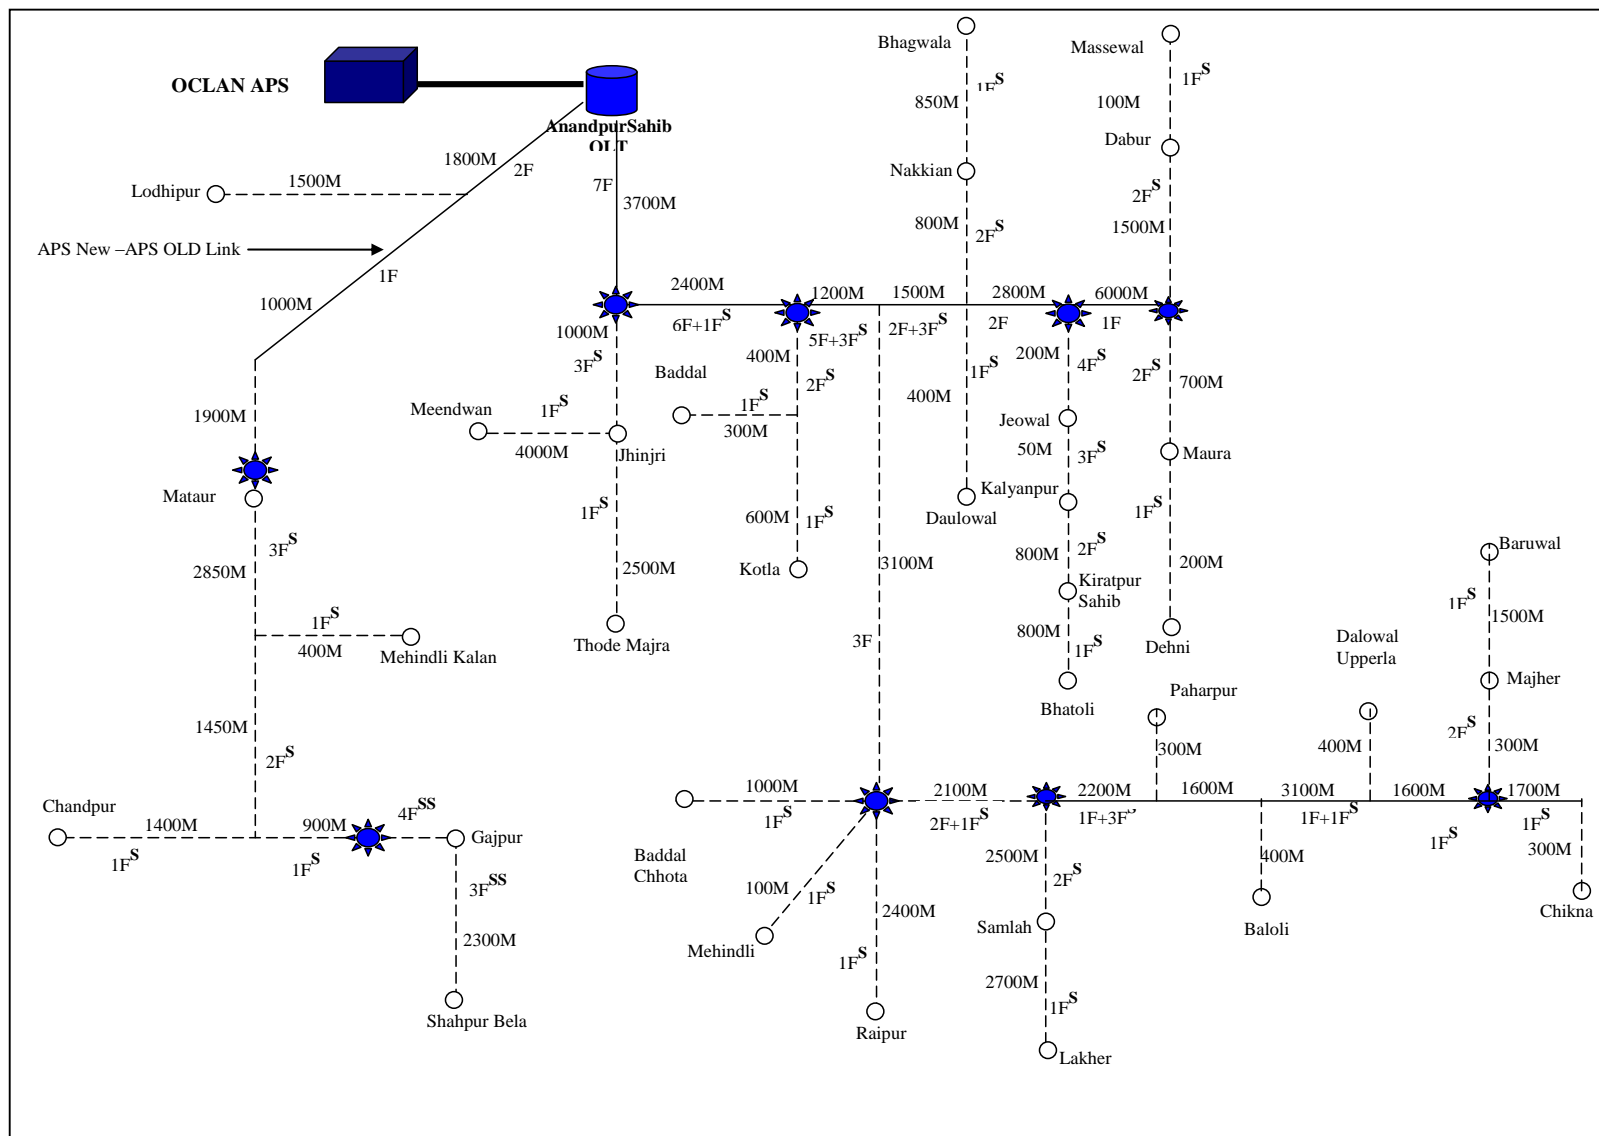 Bhagwala
Massewal
1F^S
1F^S
OCLAN APS
850M
100M
AnandpurSahib
OLT
Dabur
1800M
2F
Nakkian
Lodhipur
1500M
7F
2F^S
3700M
800M
1500M
2F^S
APS New –APS OLD Link
1F
2400M
1200M
1500M
2800M
6000M
1000M
6F+1F^S
5F+3F^S
2F+3F^S
2F
1F
1000M
3F^S
400M
200M
4F^S
2F^S
700M
Baddal
2F^S
1F^S
400M
1900M
Meendwan
1F^S
1F^S
300M
Jeowal
4000M
Jhinjri
50M
3F^S
Maura
Mataur
Kalyanpur
1F^S
600M
1F^S
Daulowal
1F^S
3F^S
800M
2F^S
2850M
2500M
Kotla
3100M
200M
Baruwal
Kiratpur
Sahib
1F^S
1F^S
1500M
400M
Thode Majra
800M
1F^S
Dehni
Dalowal
Upperla
Mehindli Kalan
3F
Majher
Bhatoli
Paharpur
1450M
2F^S
300M
400M
2F^S
300M
1000M
2100M
2200M
1600M
3100M
1600M
1700M
Chandpur
4F^SS
1F^S
2F+1F^S
1F+3F^S
1F+1F^S
1F^S
1F^S
1400M
900M
Gajpur
1F^S
1F^S
Baddal
Chhota
2500M
400M
300M
3F^SS
100M
1F^S
2F^S
2400M
Chikna
2300M
Mehindli
1F^S
Samlah
Baloli
2700M
1F^S
Shahpur Bela
Raipur
Lakher